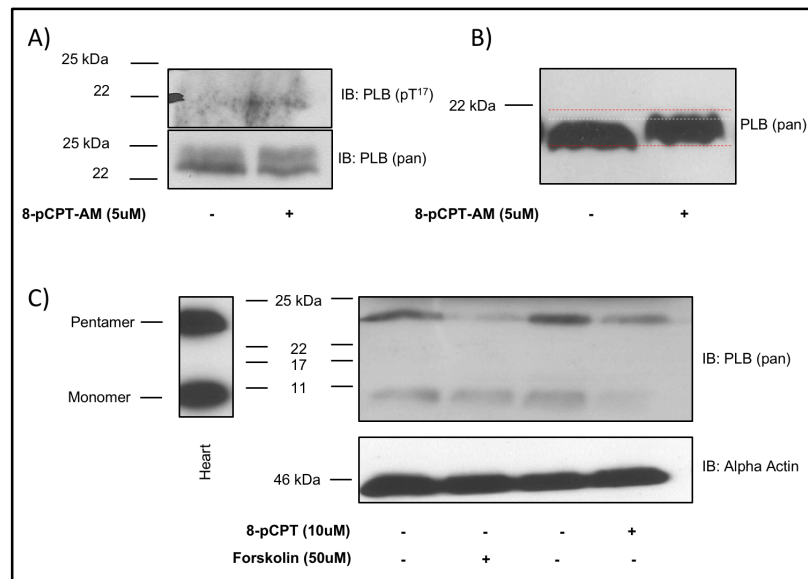 A)
25 kDa
22
IB: PLB (pT17)
25 kDa
22
IB: PLB (pan)
8-pCPT-AM (5uM) - +
B)
22 kDa
PLB (pan)
8-pCPT-AM (5uM) - +
C)
Pentamer
Monomer
Heart
25 kDa
22
17
11
IB: PLB (pan)
46 kDa
IB: Alpha Actin
8-pCPT (10uM) - - - +
Forskolin (50uM) - + - -